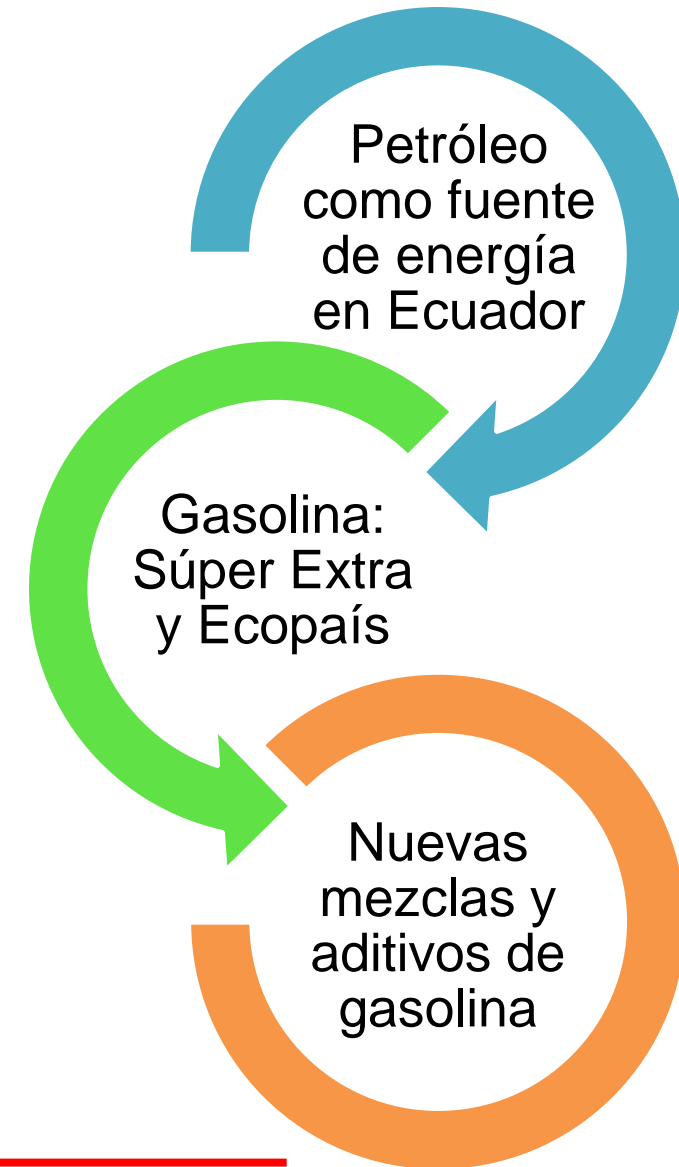 Petróleo
como fuente
de energía
en Ecuador
Gasolina:
Súper Extra
y Ecopaís
Nuevas
mezclas y
aditivos de
gasolina